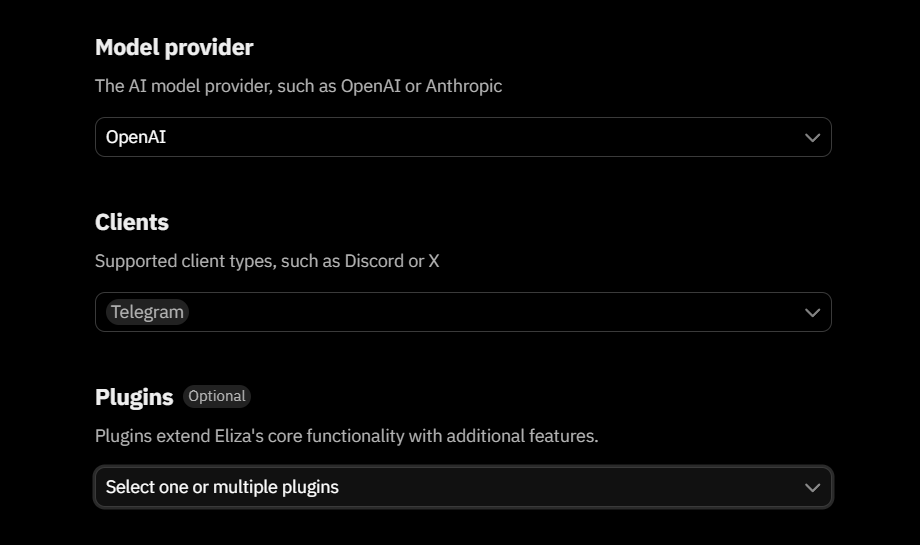 Model provider
The AI model provider, such as OpenAI or Anthropic
OpenAI
Clients
Supported client types, such as Discord or X
Telegram
Plugins Optional
Plugins extend Eliza's core functionality with additional features.
Select one or multiple plugins